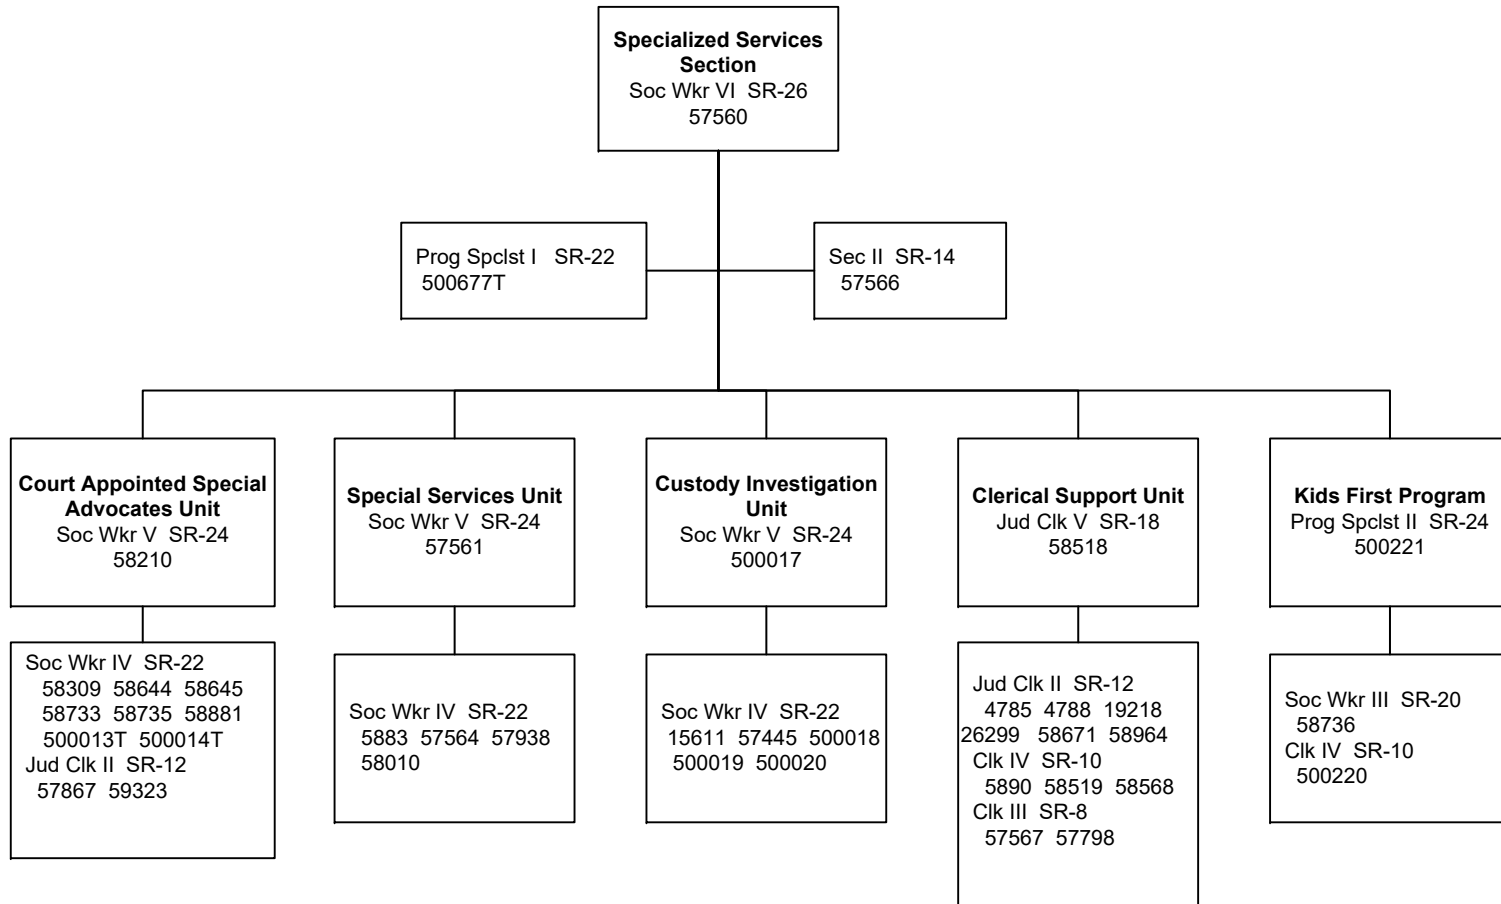 Specialized Services
Section
Soc Wkr VI SR-26
57560
Prog Spclst I SR-22
500677T
Sec II SR-14
57566
Court Appointed Special
Advocates Unit
Soc Wkr V SR-24
58210
Special Services Unit
Soc Wkr V SR-24
57561
Custody Investigation
Unit
Soc Wkr V SR-24
500017
Clerical Support Unit
Jud Clk V SR-18
58518
Kids First Program
Prog Spclst II SR-24
500221
Soc Wkr IV SR-22
58309 58644 58645
58733 58735 58881
500013T 500014T
Jud Clk II SR-12
57867 59323
Soc Wkr IV SR-22
5883 57564 57938
58010
Soc Wkr IV SR-22
15611 57445 500018
500019 500020
Jud Clk II SR-12
4785 4788 19218
26299 58671 58964
Clk IV SR-10
5890 58519 58568
Clk III SR-8
57567 57798
Soc Wkr III SR-20
58736
Clk IV SR-10
500220